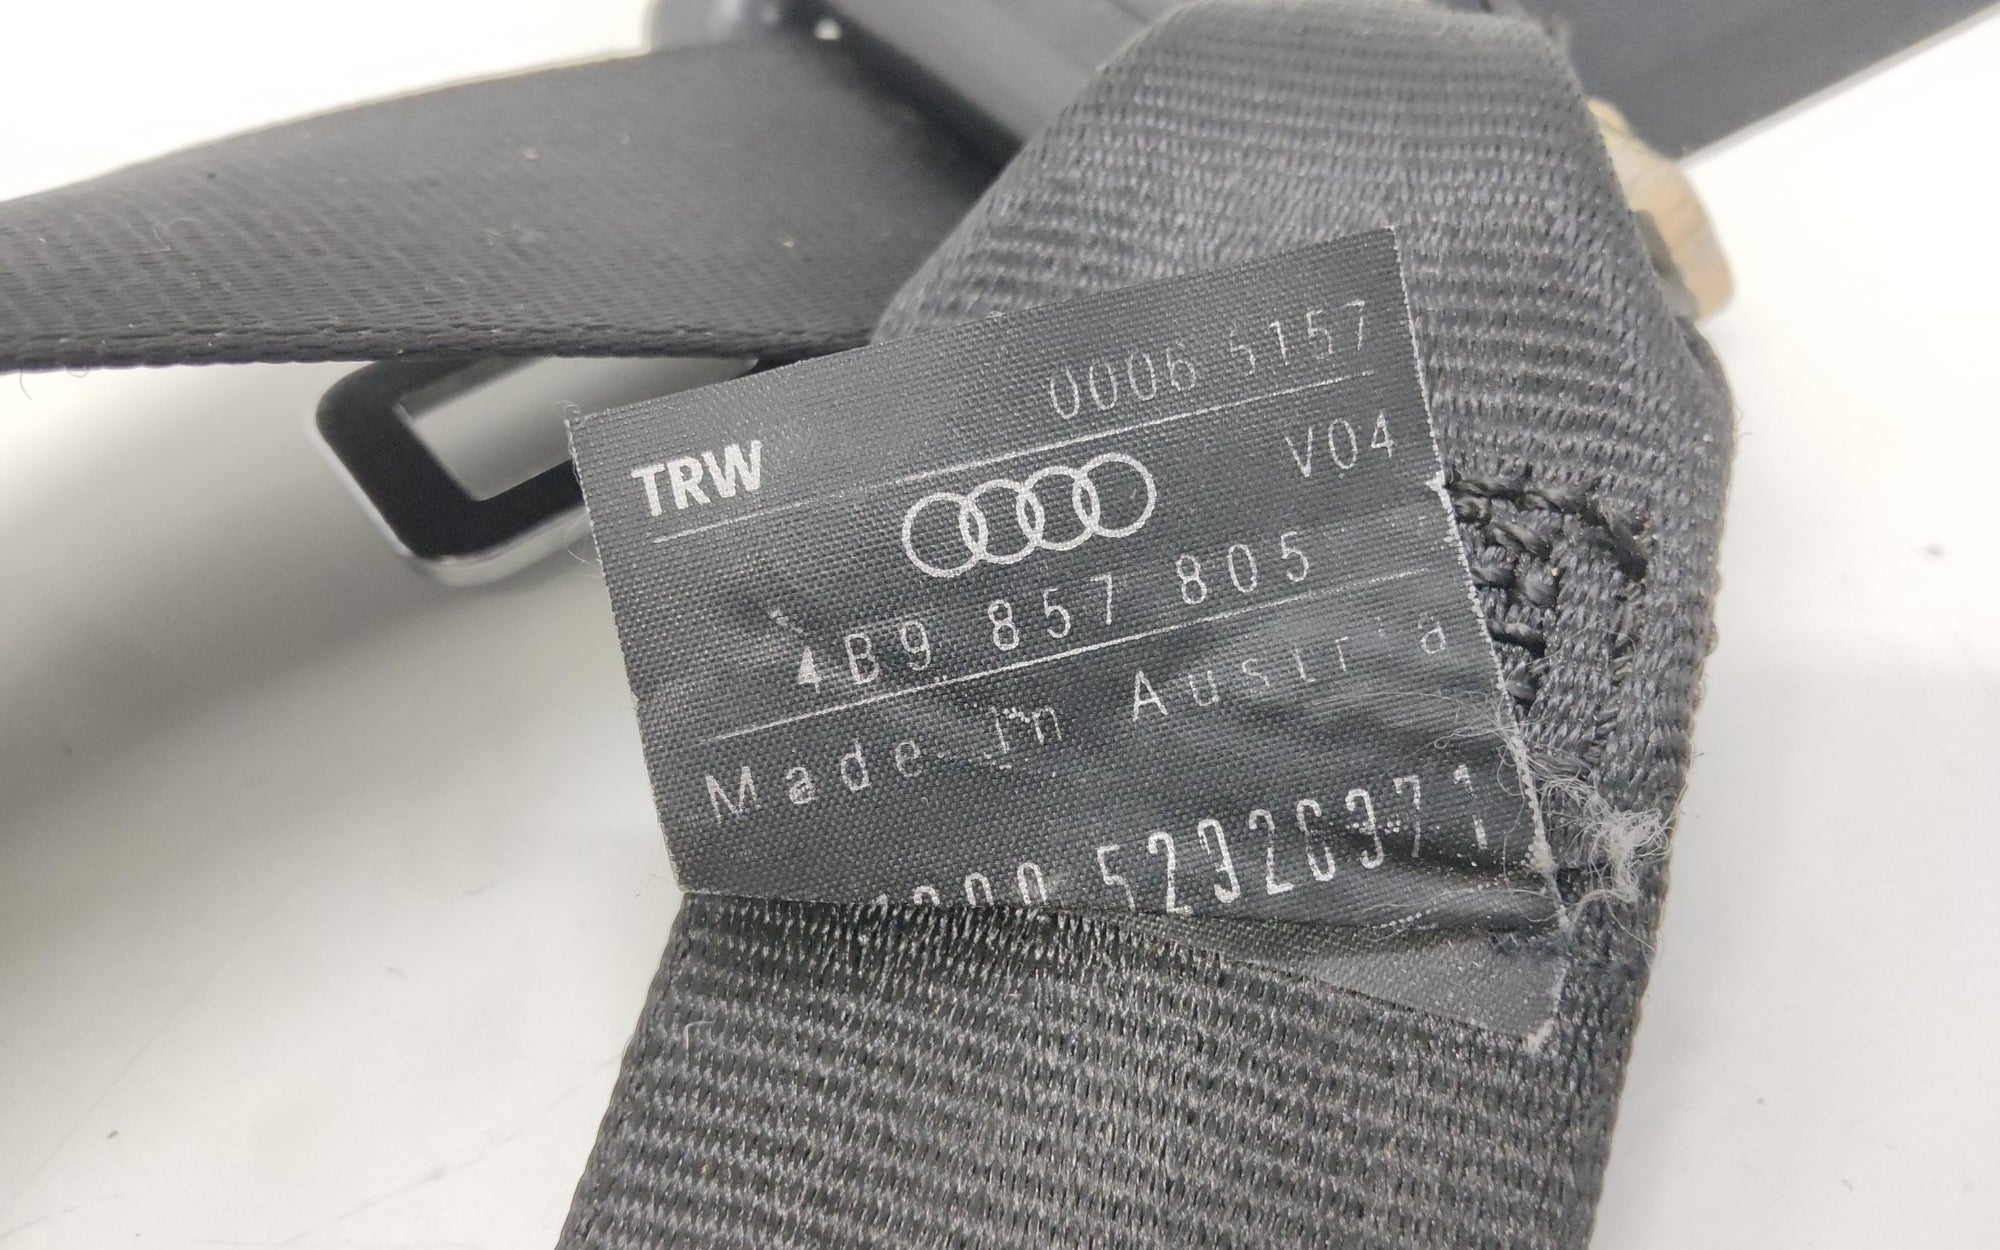 0006 5157
TRW
V04
4B9 857 805
Made in Austria